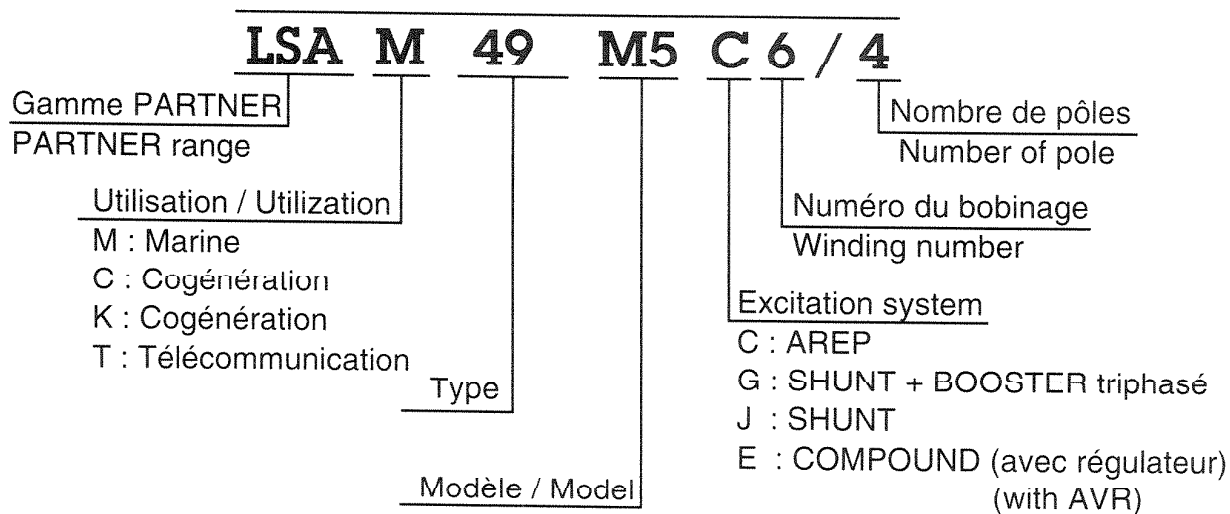 LSA M 49 M5 C 6 / 4
Gamme PARTNER
PARTNER range
Nombre de pôles
Number of pole
Utilisation / Utilization
M : Marine
C : Cogénération
K : Cogénération
T : Télécommunication
Numéro du bobinage
Winding number
Excitation system
C : AREP
G : SHUNT + BOOSTER triphasé
J : SHUNT
E : COMPOUND (avec régulateur)
(with AVR)
Type
Modèle / Model